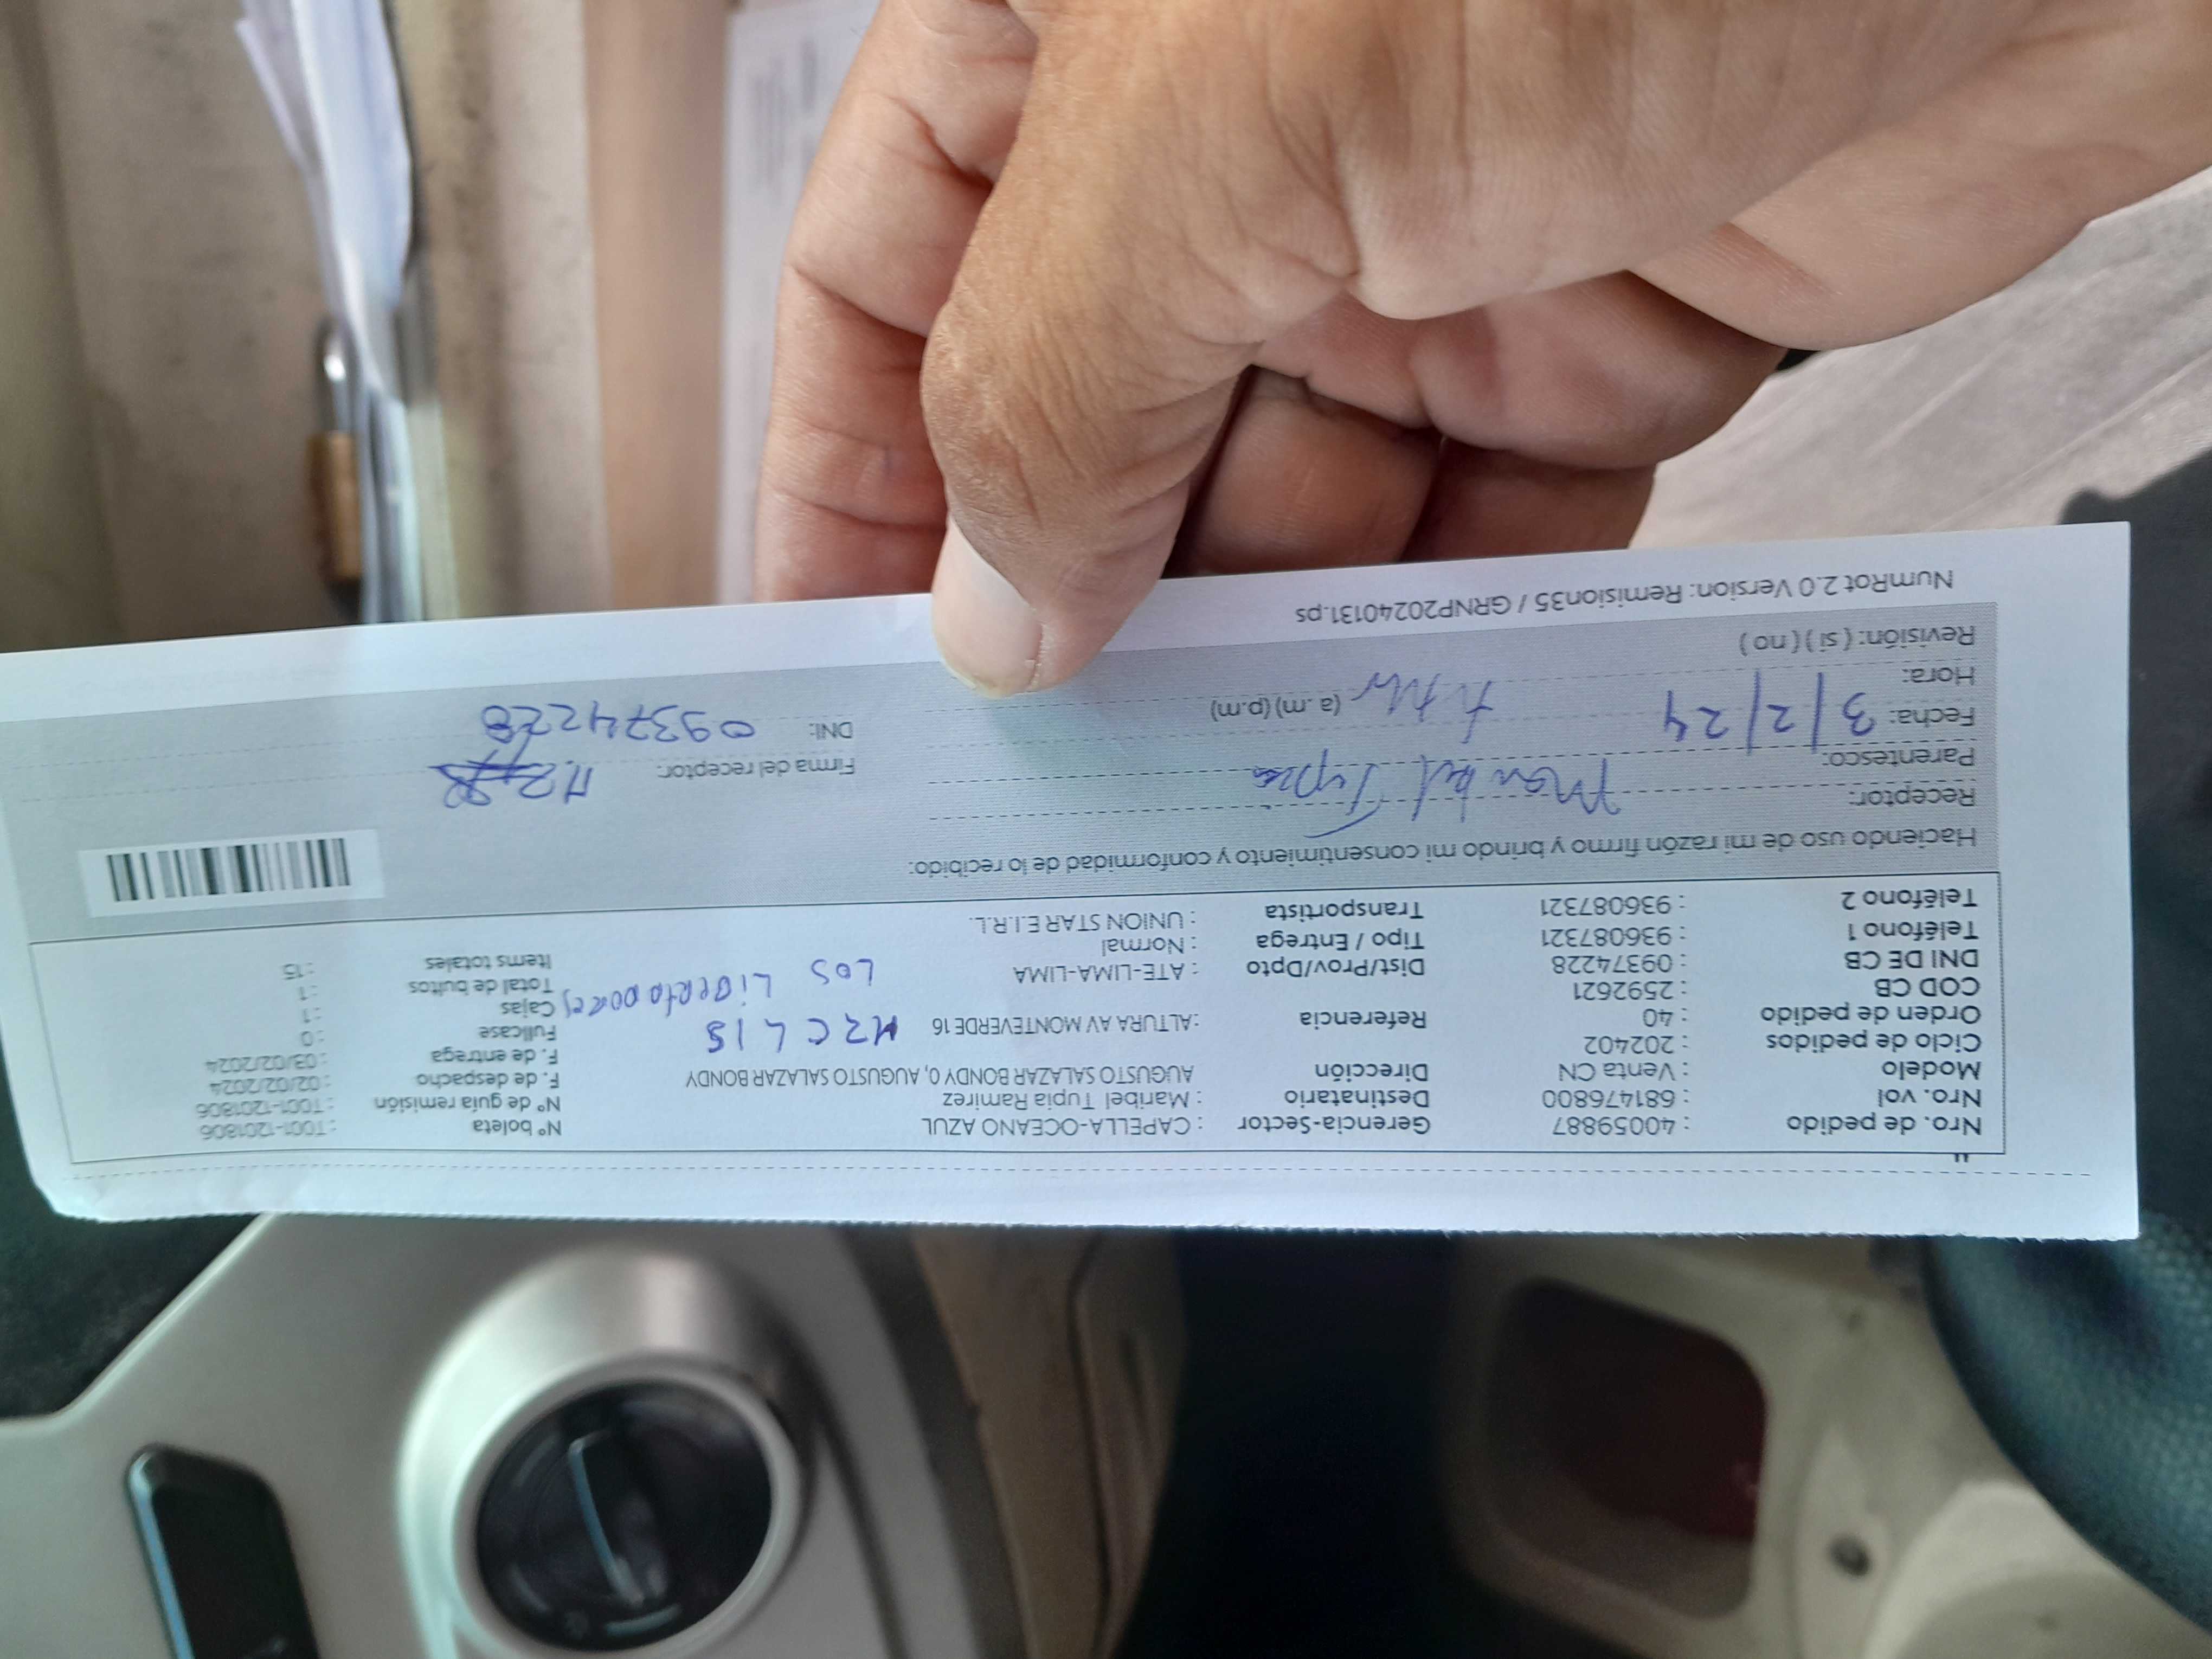 Nro. de pedido : 40059887 Gerencia-Sector : CAPELLA-OCEANO AZUL N° boleta : T001-1201806
Nro. vol : 681476800 Destinatario : Maribel Tupia Ramirez N° de guía remisión : T001-1201806
Modelo : Venta CN Dirección AUGUSTO SALAZAR BONDY 0, AUGUSTO SALAZAR BONDY F. de despacho : 02/02/2024
Ciclo de pedidos : 202402 F. de entrega : 03/02/2024
Orden de pedido : 40 Referencia : ALTURA AV MONTEVERDE 16 MZ C L 15 Fullcase : 0
COD CB : 2592621 LOS LIBERTADORES Cajas : 1
DNI DE CB : 09374228 Dist/Prov/Dpto : ATE-LIMA-LIMA Total de bultos : 1
Teléfono 1 : 936087321 Tipo / Entrega : Normal Items totales : 15
Teléfono 2 : 936087321 Transportista : UNION STAR E.I.R.L.
Haciendo uso de mi razón firmo y brindo mi consentimiento y conformidad de lo recibido:
Receptor: Maribel Tupia
Parentesco: Firma del receptor:
Fecha: 3/2/24 DNI: 09374228
Hora: (a .m) (p.m)
Revisión: ( si ) ( no )
NumRot 2.0 Version: Remision35 / GRNP20240131.ps